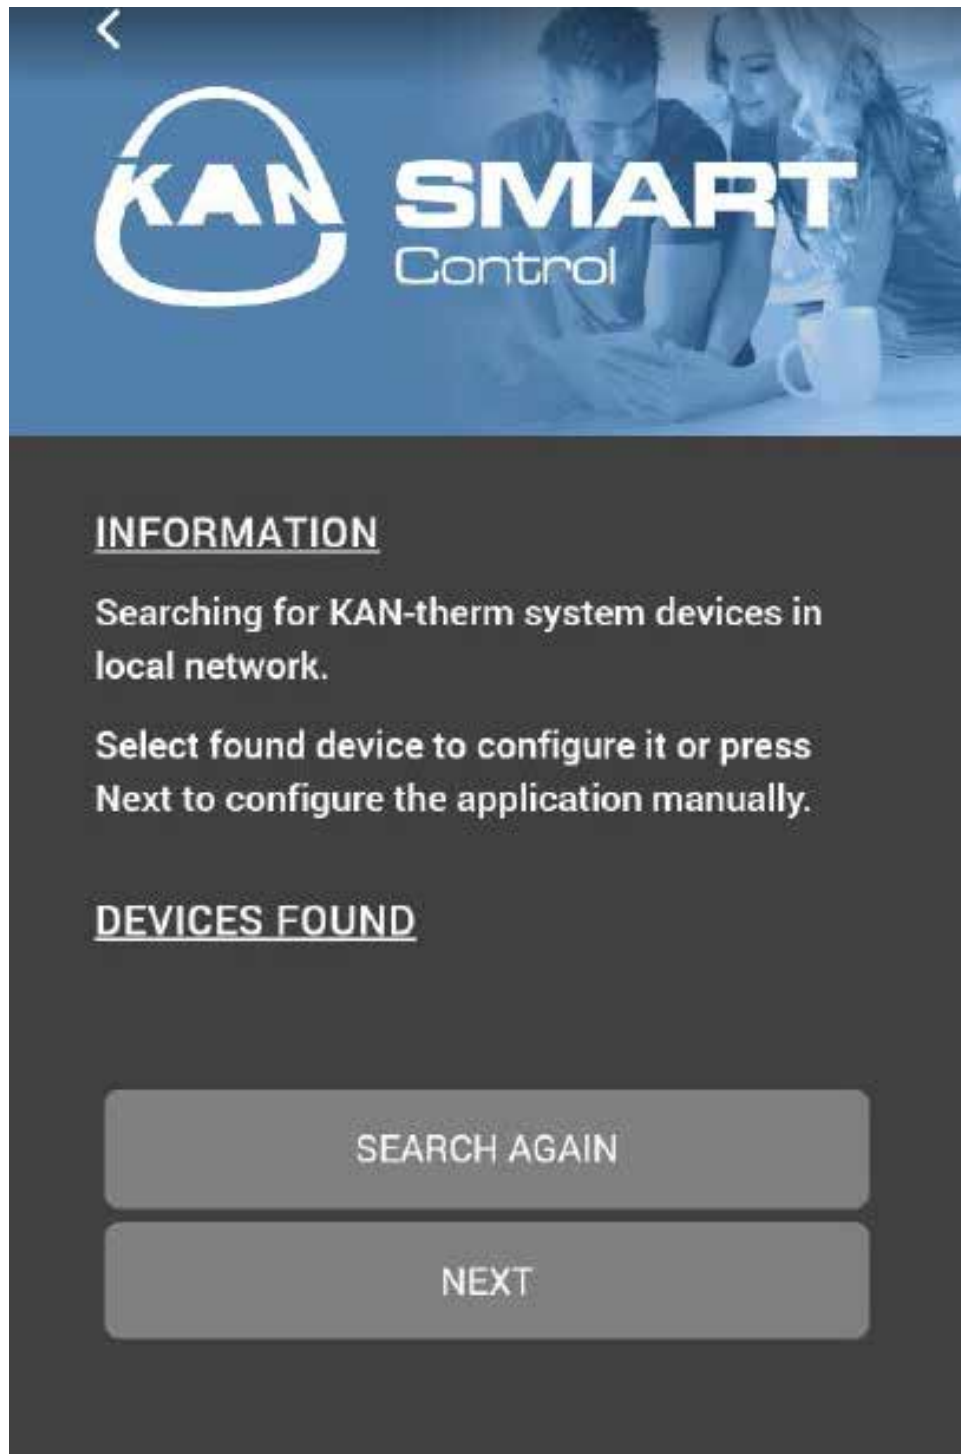 KAN
SMART
Control
INFORMATION
Searching for KAN-therm system devices in
local network.
Select found device to configure it or press
Next to configure the application manually.
DEVICES FOUND
SEARCH AGAIN
NEXT